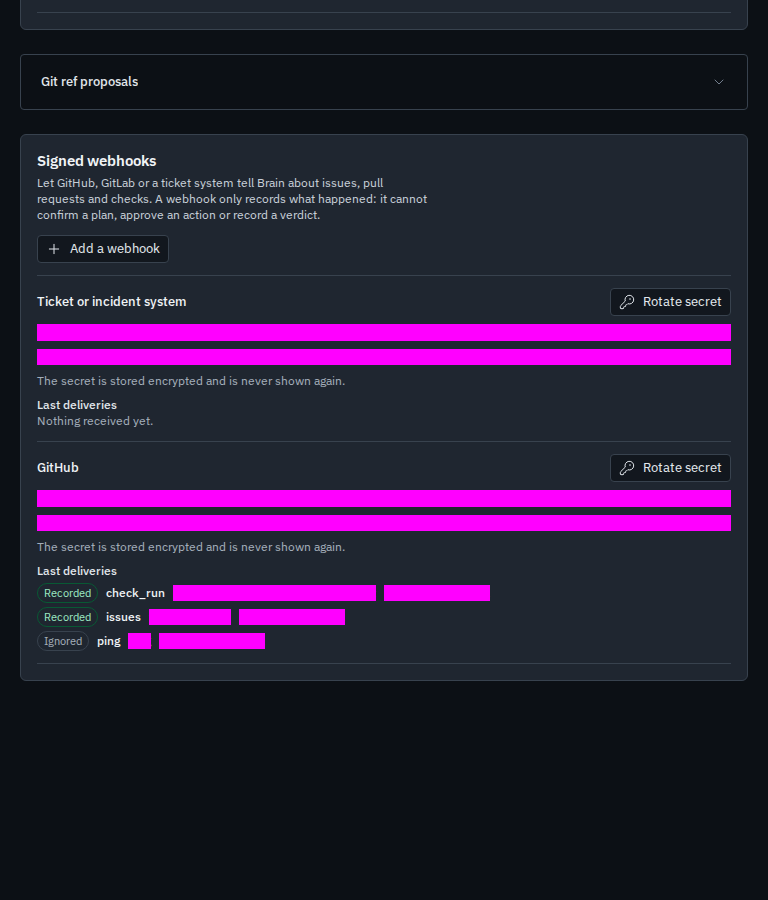 Git ref proposals
Signed webhooks
Let GitHub, GitLab or a ticket system tell Brain about issues, pull
requests and checks. A webhook only records what happened: it cannot
confirm a plan, approve an action or record a verdict.
Add a webhook
Ticket or incident system
Rotate secret
The secret is stored encrypted and is never shown again.
Last deliveries
Nothing received yet.
GitHub
Rotate secret
The secret is stored encrypted and is never shown again.
Last deliveries
Recorded check_run
Recorded issues
Ignored ping